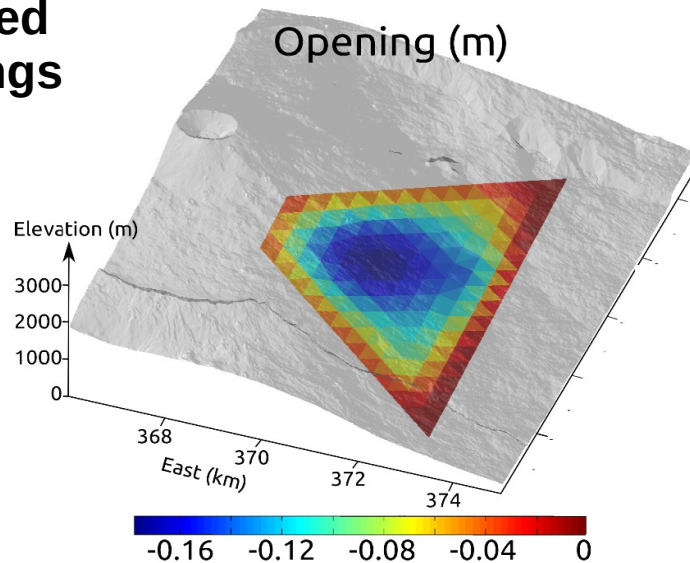 ed
ngs
Opening (m)
Elevation (m)
3000
2000
1000
0
368
370
372
374
East (km)
-0.16 -0.12 -0.08 -0.04 0